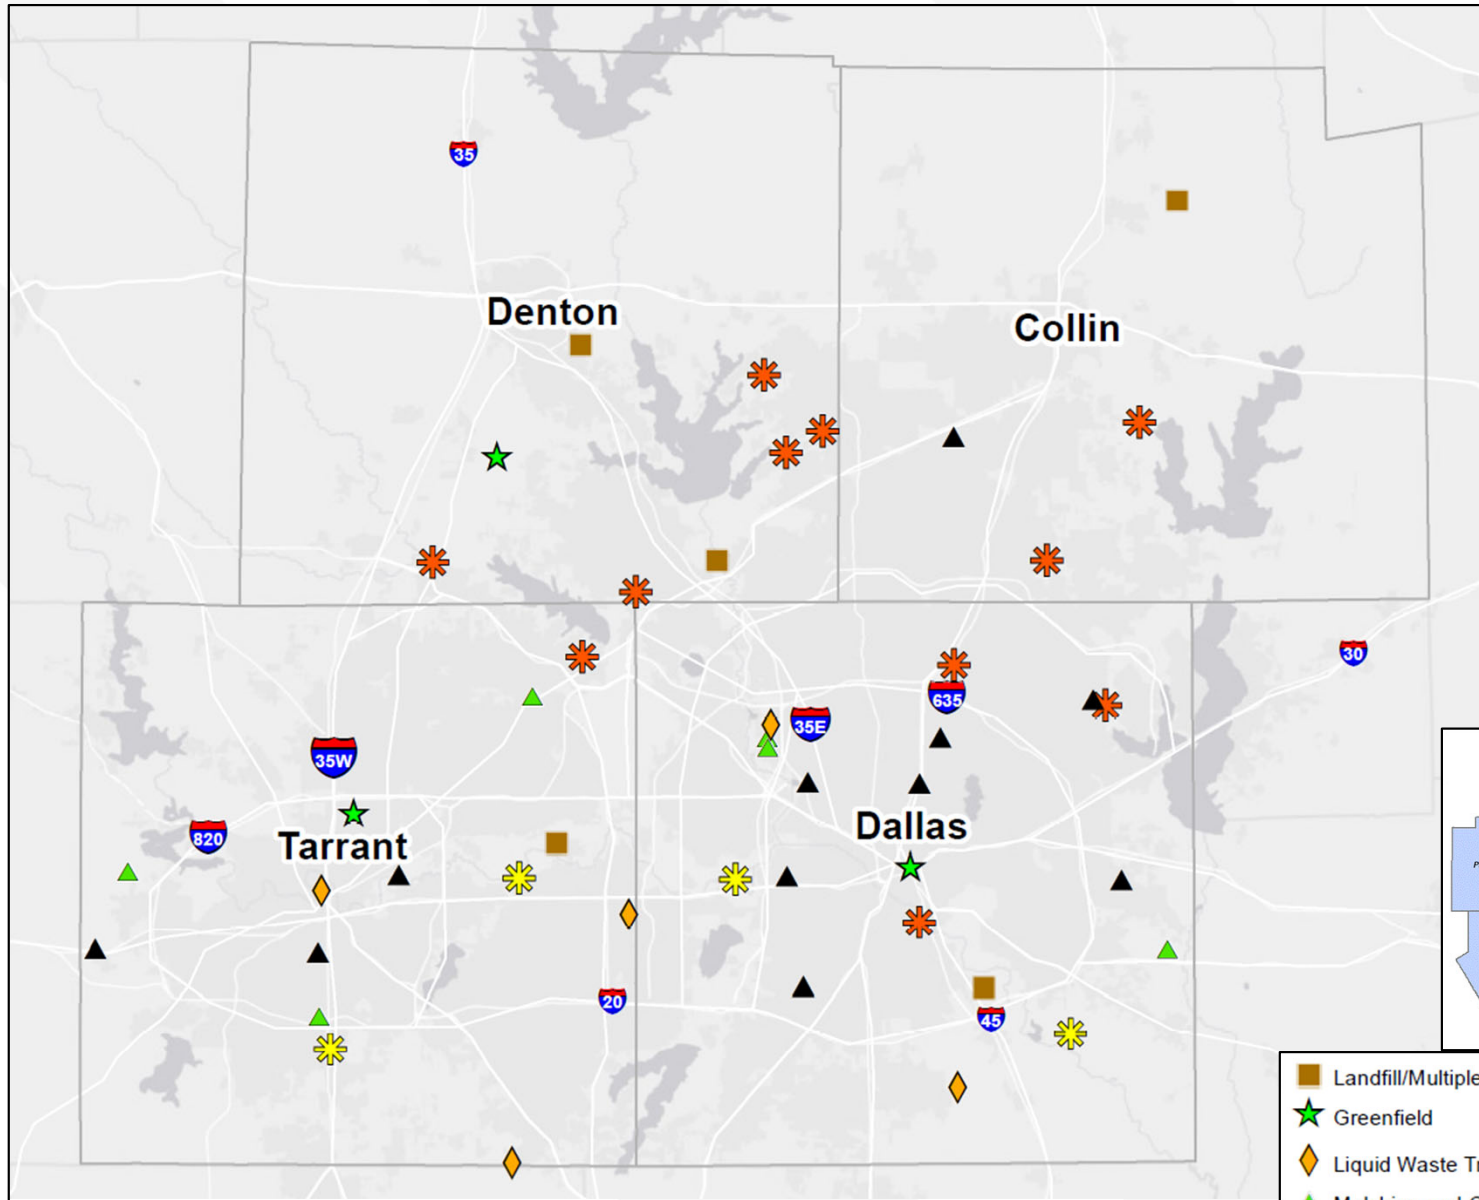 35
Denton
Collin
30
635
35E
35W
820
Tarrant
Dallas
20
45
P
Landfill/Multiple
Greenfield
Liquid Waste